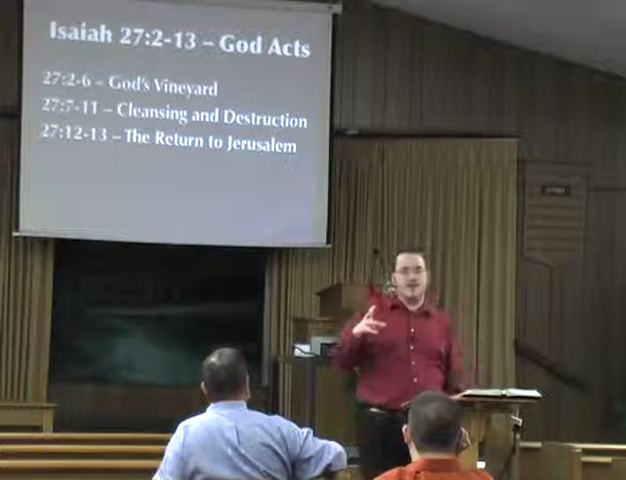 Isaiah 27:2-13 – God Acts
27:2-6 – God's Vineyard
27:7-11 – Cleansing and Destruction
27:12-13 – The Return to Jerusalem